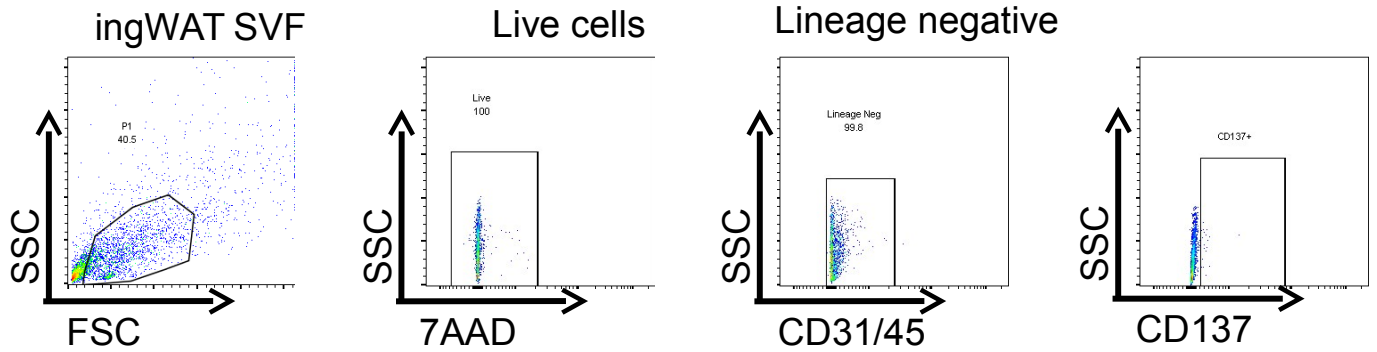 ingWAT SVF
Live cells
Lineage negative
P1
40.5
SSC
FSC
Live
100
SSC
7AAD
Lineage Neg
99.8
SSC
CD31/45
CD137+
SSC
CD137